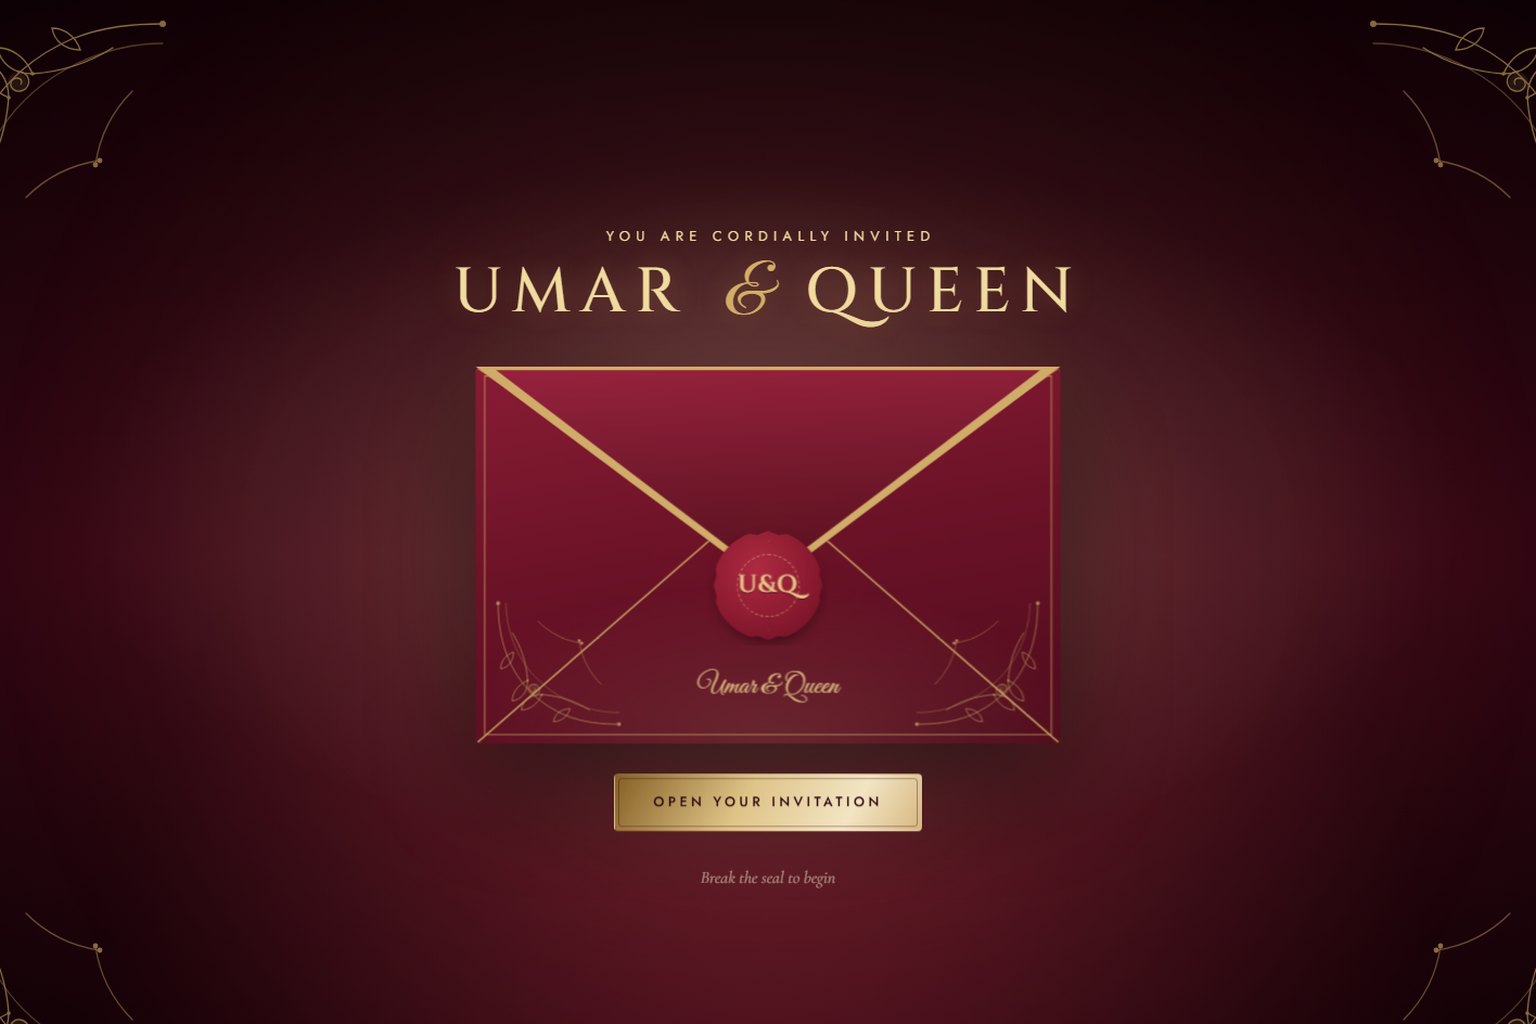 YOU ARE CORDIALLY INVITED
UMAR & QUEEN
U&Q
Umar & Queen
OPEN YOUR INVITATION
Break the seal to begin